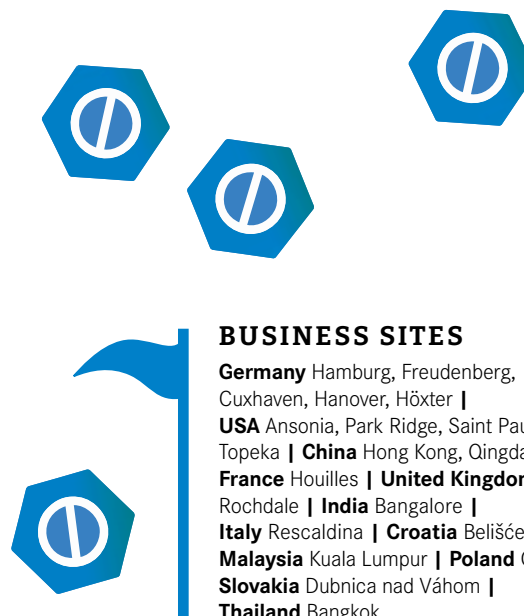 BUSINESS SITES
Germany Hamburg, Freudenberg,
Cuxhaven, Hanover, Höxter |
USA Ansonia, Park Ridge, Saint
Topeka | China Hong Kong,
France Houilles | United
Rochdale | India Bangalore |
Italy Rescaldina | Croatia Belišće
Malaysia Kuala Lumpur | Poland
Slovakia Dubnica nad Váhom |
Thailand Bangkok